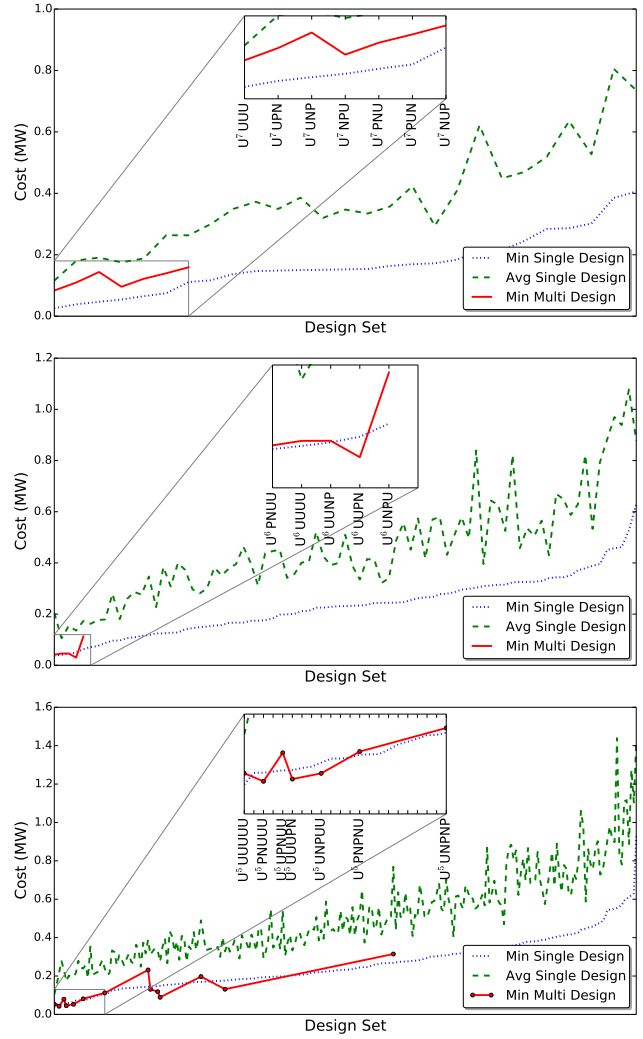 1.0
0.8
0.6
0.4
0.2
0.0
Cost (MW)
U⁷ UUU
U⁷ UPN
U⁷ UNP
U⁷ NPU
U⁷ PNU
U⁷ PUN
U⁷ NUP
Min Single Design
Avg Single Design
Min Multi Design
Design Set
1.2
1.0
0.8
0.6
0.4
0.2
0.0
Cost (MW)
U⁶ PNUU
U⁶ UUUU
U⁶ UUNP
U⁶ UUPN
U⁶ UNPU
Min Single Design
Avg Single Design
Min Multi Design
Design Set
1.6
1.4
1.2
1.0
0.8
0.6
0.4
0.2
0.0
Cost (MW)
U⁵ UUUUU
U⁵ PNUUU
U⁵ UUUPN
U⁵ UNPUU
U⁵ PNPNU
U⁵ UNPNP
Min Single Design
Avg Single Design
Min Multi Design
Design Set